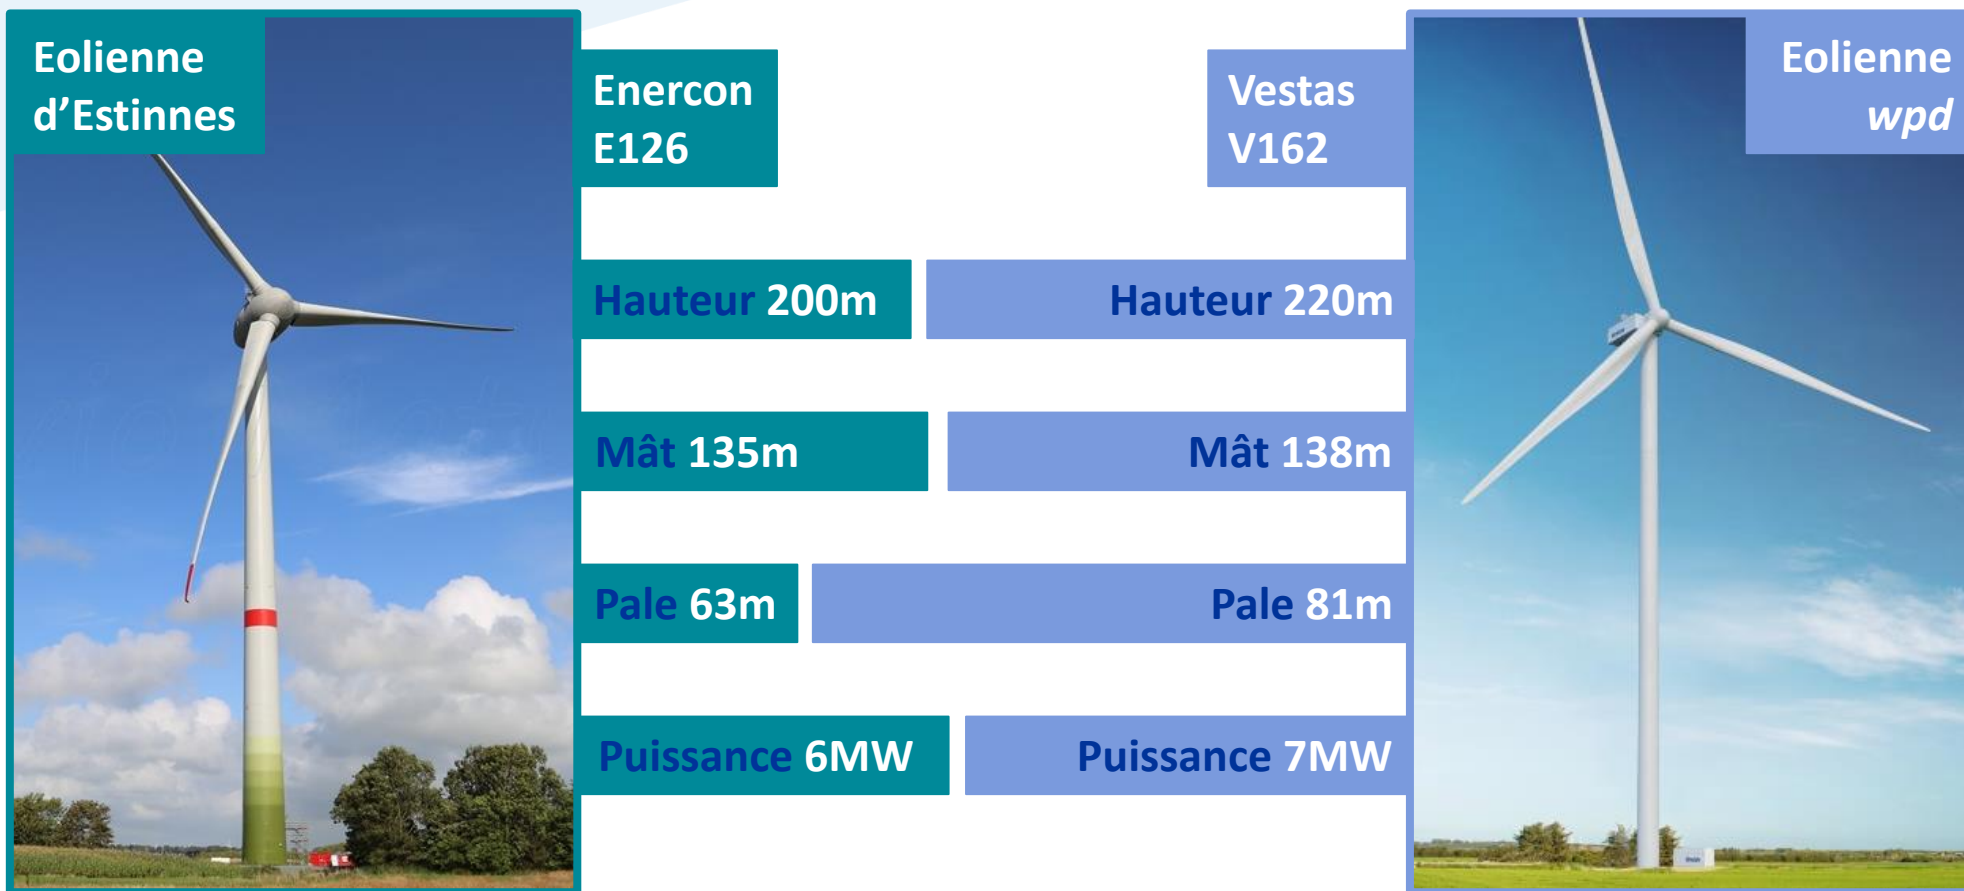 Eolienne
d’Estinnes
Enercon
E126
Vestas
V162
Eolienne
wpd
Hauteur 200m
Hauteur 220m
Mât 135m
Mât 138m
Pale 63m
Pale 81m
Puissance 6MW
Puissance 7MW